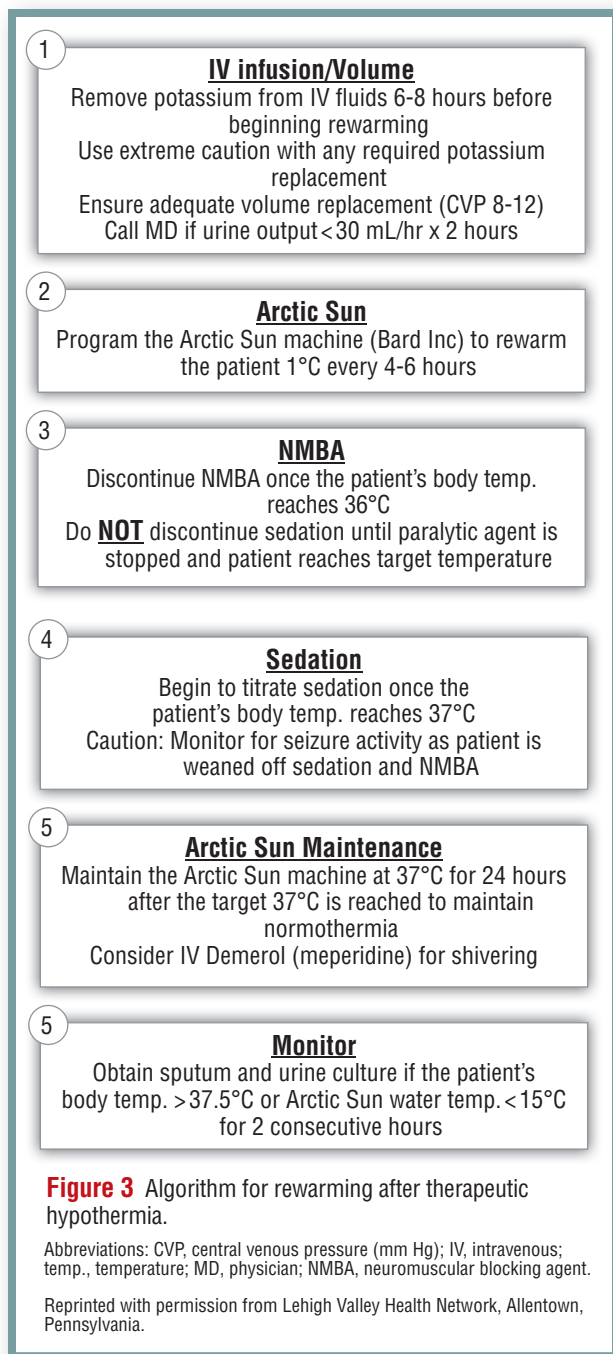 1
IV infusion/Volume
Remove potassium from IV fluids 6-8 hours before
beginning rewarming
Use extreme caution with any required potassium
replacement
Ensure adequate volume replacement (CVP 8-12)
Call MD if urine output<30 mL/hr x 2 hours
2
Arctic Sun
Program the Arctic Sun machine (Bard Inc) to rewarm
the patient 1°C every 4-6 hours
3
NMBA
Discontinue NMBA once the patient's body temp.
reaches 36°C
Do NOT discontinue sedation until paralytic agent is
stopped and patient reaches target temperature
4
Sedation
Begin to titrate sedation once the
patient's body temp. reaches 37°C
Caution: Monitor for seizure activity as patient is
weaned off sedation and NMBA
5
Arctic Sun Maintenance
Maintain the Arctic Sun machine at 37°C for 24 hours
after the target 37°C is reached to maintain
normothermia
Consider IV Demerol (meperidine) for shivering
5
Monitor
Obtain sputum and urine culture if the patient's
body temp. >37.5°C or Arctic Sun water temp.<15°C
for 2 consecutive hours
Figure 3 Algorithm for rewarming after therapeutic
hypothermia.
Abbreviations: CVP, central venous pressure (mm Hg); IV, intravenous;
temp., temperature; MD, physician; NMBA, neuromuscular blocking agent.
Reprinted with permission from Lehigh Valley Health Network, Allentown,
Pennsylvania.